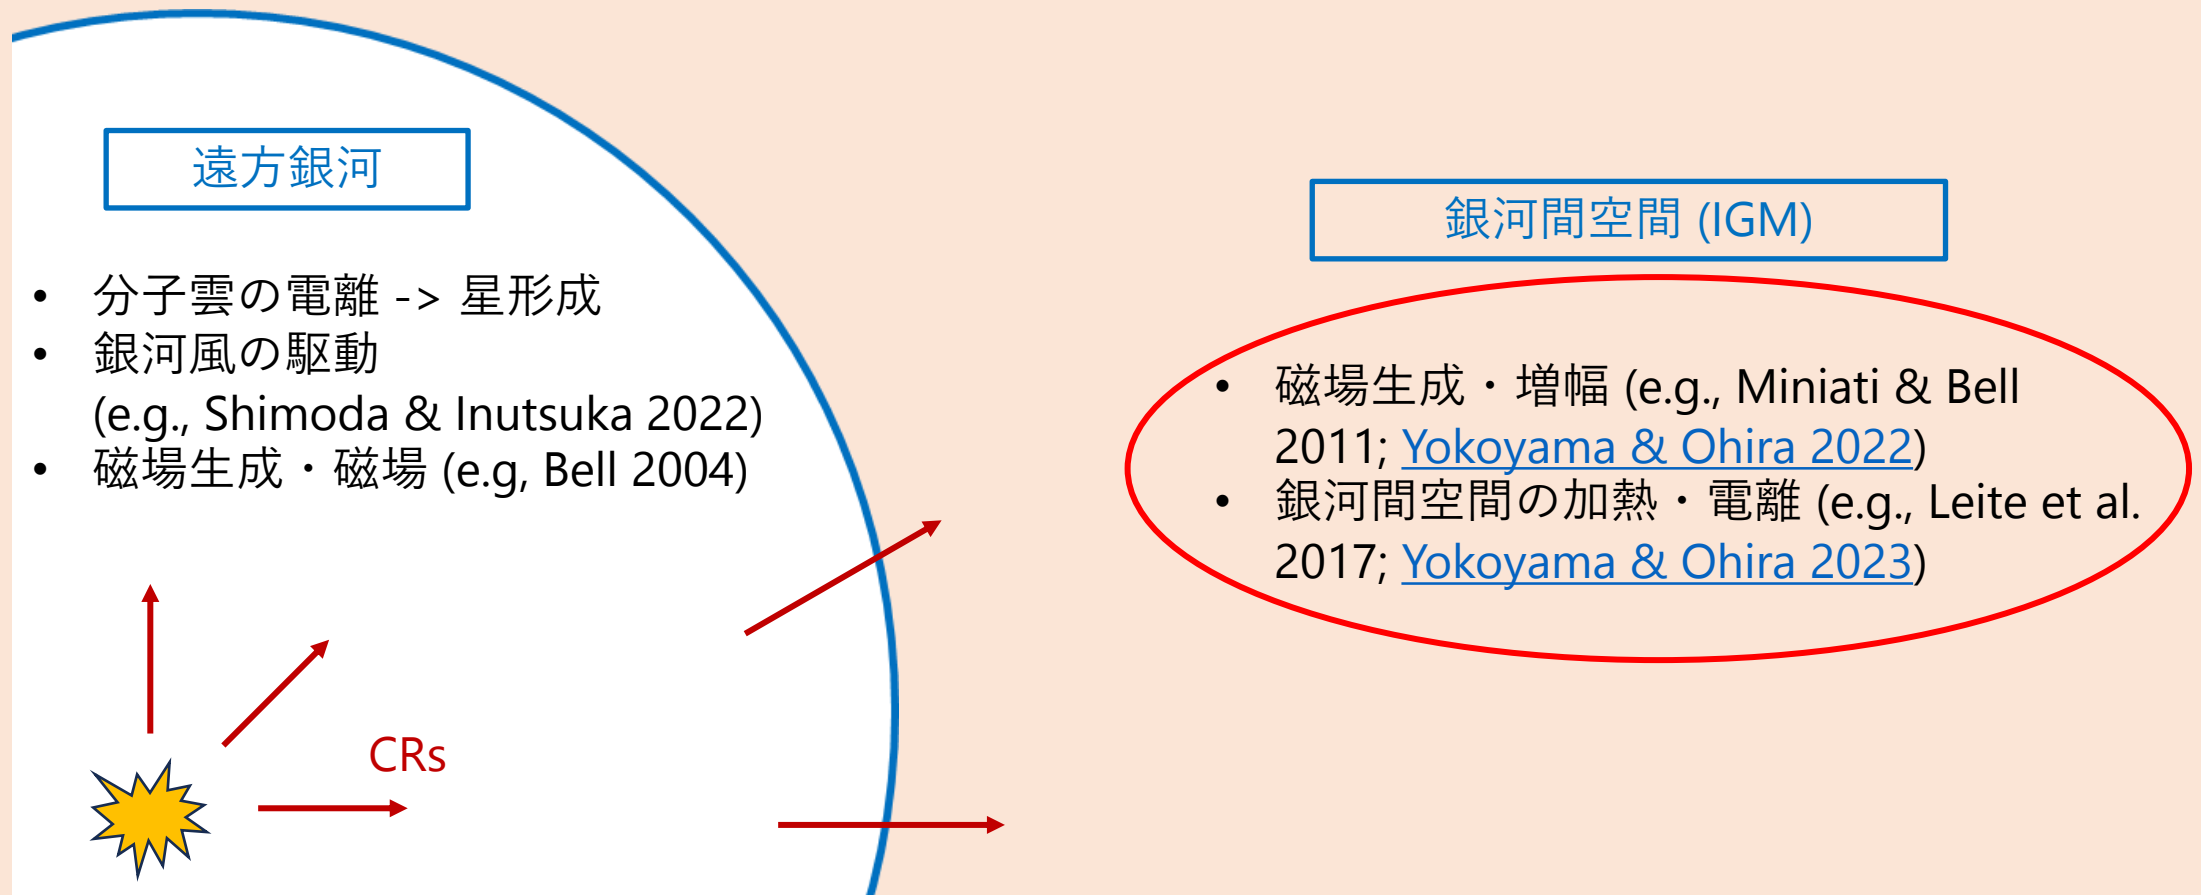 遠方銀河
• 分子雲の電離 -> 星形成
• 銀河風の駆動
(e.g., Shimoda & Inutsuka 2022)
• 磁場生成・磁場 (e.g, Bell 2004)
CRs
銀河間空間 (IGM)
• 磁場生成・増幅 (e.g., Miniati & Bell
2011; Yokoyama & Ohira 2022)
• 銀河間空間の加熱・電離 (e.g., Leite et al.
2017; Yokoyama & Ohira 2023)